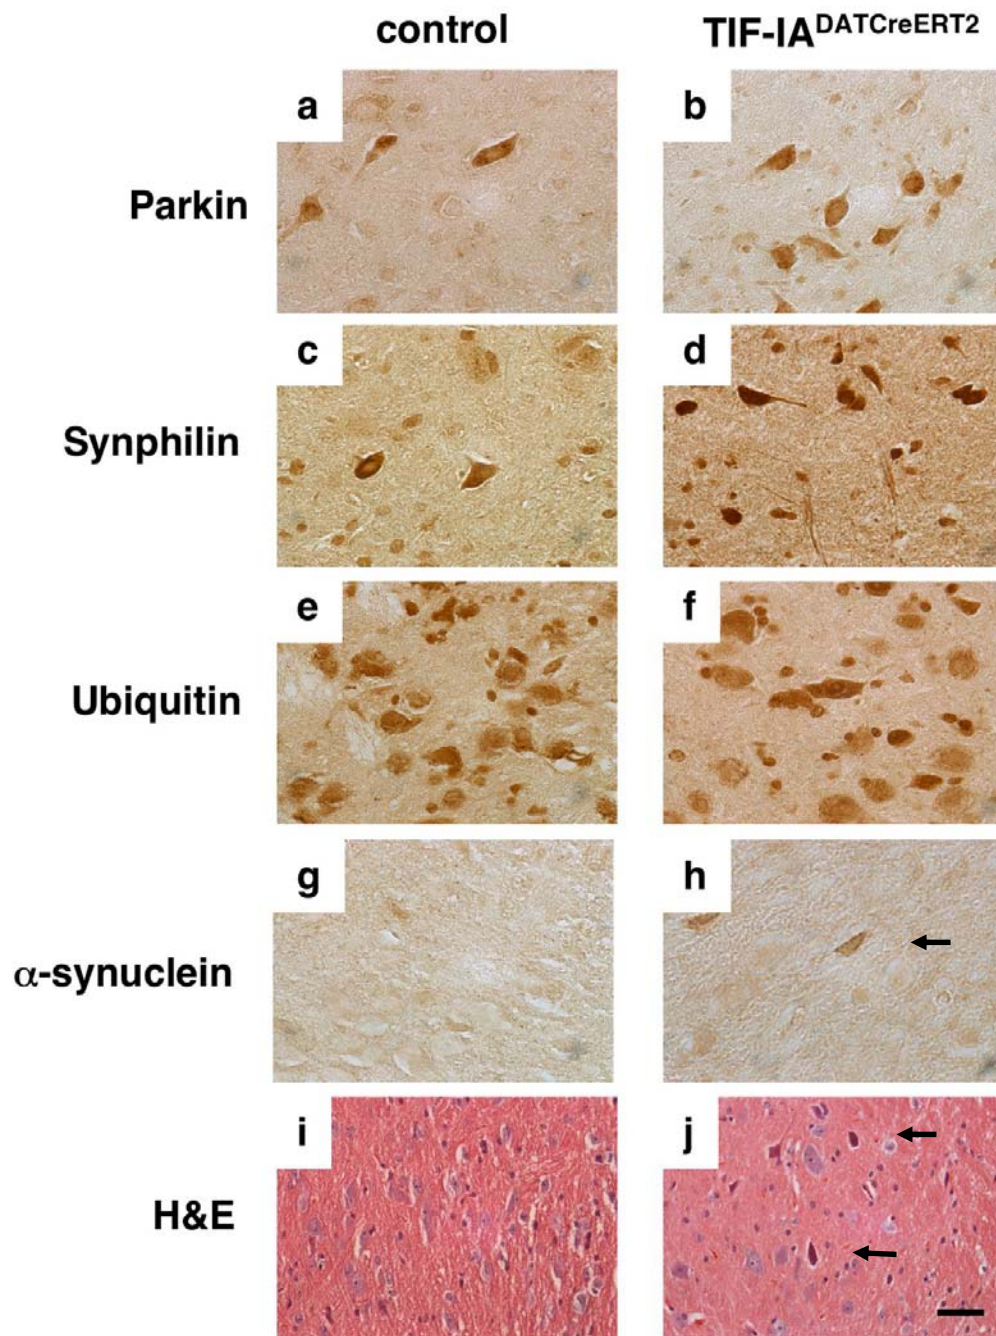 control TIF-IA^DATCreERT2
a b
Parkin
c d
Synphilin
e f
Ubiquitin
g h
α-synuclein
i j
H&E